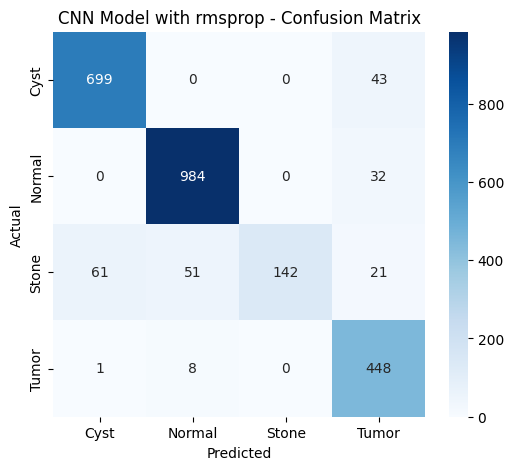 CNN Model with rmsprop - Confusion Matrix
Cyst 699 0 0 43
Normal 0 984 0 32
Stone 61 51 142 21
Tumor 1 8 0 448
Actual
Cyst Normal Stone Tumor
Predicted
800
600
400
200
0